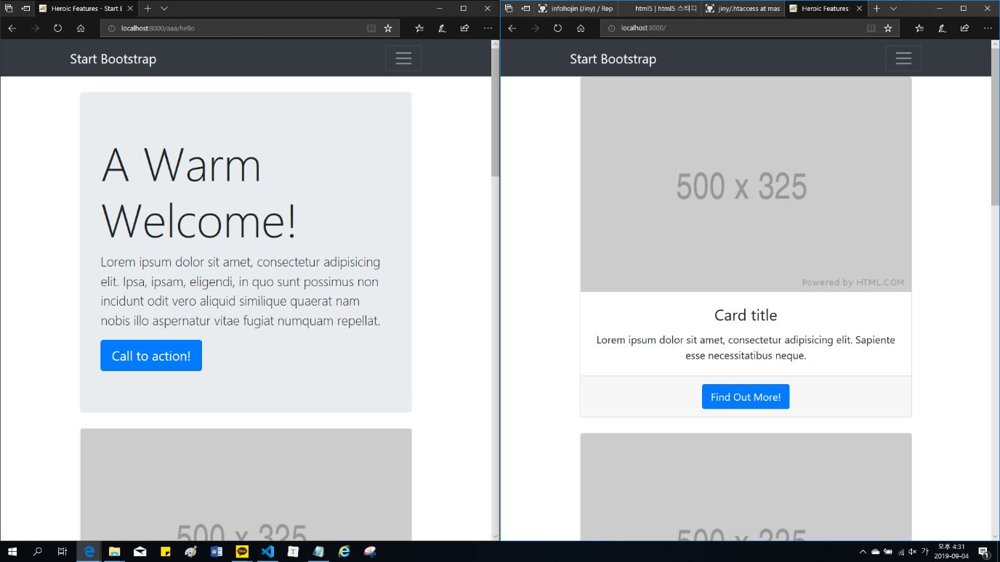 Heroic Features - Start B
localhost:8000/aaa/hello
Start Bootstrap
A Warm
Welcome!
Lorem ipsum dolor sit amet, consectetur adipisicing
elit. Ipsa, ipsam, eligendi, in quo sunt possimus non
incidunt odit vero aliquid similique quaerat nam
nobis illo aspernatur vitae fugiat numquam repellat.
Call to action!
500 x 325
infohojin (Jiny) / Rep
html5 | html5 스터디
jiny/.htaccess at mas
Heroic Features
localhost:8000/
Start Bootstrap
500 x 325
Powered by HTML.COM
Card title
Lorem ipsum dolor sit amet, consectetur adipisicing elit. Sapiente
esse necessitatibus neque.
Find Out More!
500 x 325
TALK
T
가
오후 4:31
2019-09-04
1